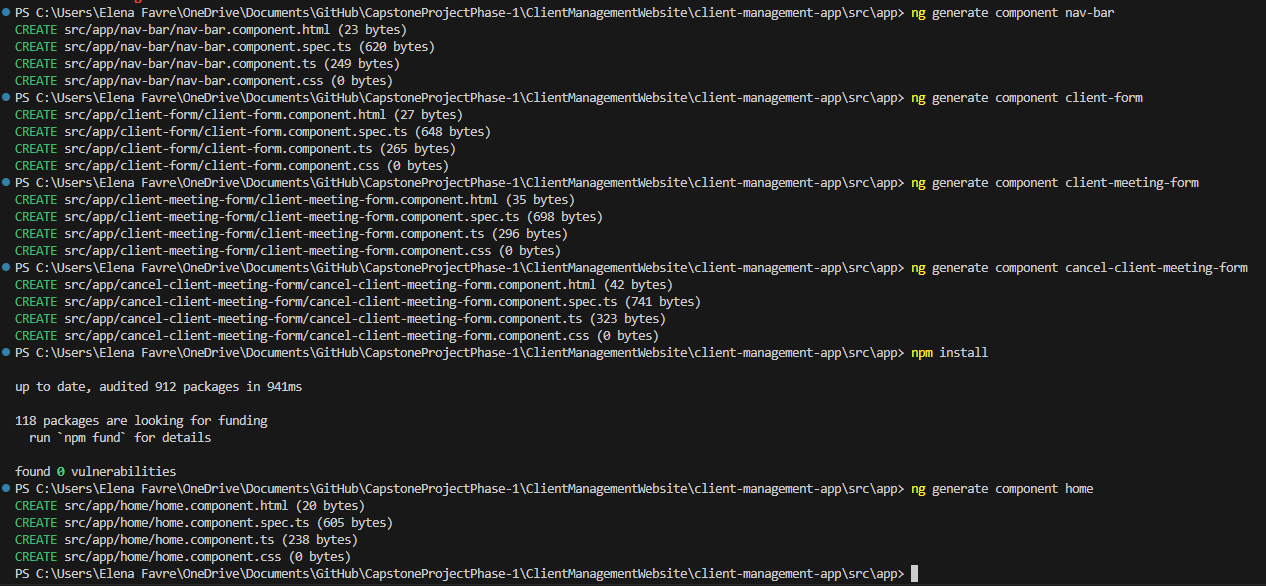 PS C:\Users\Elena Favre\OneDrive\Documents\GitHub\CapstoneProjectPhase-1\ClientManagementWebsite\client-management-app\src\app> ng generate component nav-bar
CREATE src/app/nav-bar/nav-bar.component.html (23 bytes)
CREATE src/app/nav-bar/nav-bar.component.spec.ts (620 bytes)
CREATE src/app/nav-bar/nav-bar.component.ts (249 bytes)
CREATE src/app/nav-bar/nav-bar.component.css (0 bytes)
PS C:\Users\Elena Favre\OneDrive\Documents\GitHub\CapstoneProjectPhase-1\ClientManagementWebsite\client-management-app\src\app> ng generate component client-form
CREATE src/app/client-form/client-form.component.html (27 bytes)
CREATE src/app/client-form/client-form.component.spec.ts (648 bytes)
CREATE src/app/client-form/client-form.component.ts (265 bytes)
CREATE src/app/client-form/client-form.component.css (0 bytes)
PS C:\Users\Elena Favre\OneDrive\Documents\GitHub\CapstoneProjectPhase-1\ClientManagementWebsite\client-management-app\src\app> ng generate component client-meeting-form
CREATE src/app/client-meeting-form/client-meeting-form.component.html (35 bytes)
CREATE src/app/client-meeting-form/client-meeting-form.component.spec.ts (698 bytes)
CREATE src/app/client-meeting-form/client-meeting-form.component.ts (296 bytes)
CREATE src/app/client-meeting-form/client-meeting-form.component.css (0 bytes)
PS C:\Users\Elena Favre\OneDrive\Documents\GitHub\CapstoneProjectPhase-1\ClientManagementWebsite\client-management-app\src\app> ng generate component cancel-client-meeting-form
CREATE src/app/cancel-client-meeting-form/cancel-client-meeting-form.component.html (42 bytes)
CREATE src/app/cancel-client-meeting-form/cancel-client-meeting-form.component.spec.ts (741 bytes)
CREATE src/app/cancel-client-meeting-form/cancel-client-meeting-form.component.ts (323 bytes)
CREATE src/app/cancel-client-meeting-form/cancel-client-meeting-form.component.css (0 bytes)
PS C:\Users\Elena Favre\OneDrive\Documents\GitHub\CapstoneProjectPhase-1\ClientManagementWebsite\client-management-app\src\app> npm install
up to date, audited 912 packages in 941ms
118 packages are looking for funding
run `npm fund` for details
found 0 vulnerabilities
PS C:\Users\Elena Favre\OneDrive\Documents\GitHub\CapstoneProjectPhase-1\ClientManagementWebsite\client-management-app\src\app> ng generate component home
CREATE src/app/home/home.component.html (20 bytes)
CREATE src/app/home/home.component.spec.ts (605 bytes)
CREATE src/app/home/home.component.ts (238 bytes)
CREATE src/app/home/home.component.css (0 bytes)
PS C:\Users\Elena Favre\OneDrive\Documents\GitHub\CapstoneProjectPhase-1\ClientManagementWebsite\client-management-app\src\app>